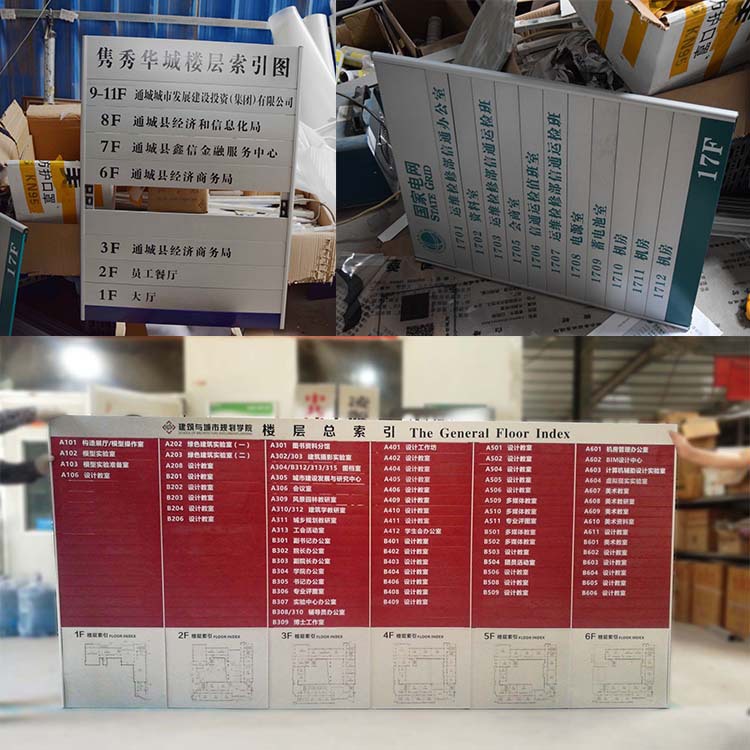 隽秀华城楼层索引图
9-11F 通城城市发展建设投资(集团)有限公司
8F 通城县经济和信息化局
7F 通城县鑫信金融服务中心
6F 通城县经济商务局
3F 通城县经济商务局
2F 员工餐厅
1F 大厅
17F
防护口罩
KN95
国家电网
STATE GRID
17F
1701 运维检修部信通办公室
1702 资料室
1703 运维检修部信通运检班
1705 会商室
1706 信通运检值班室
1707 运维检修部信通运检班
1708 电源室
1709 蓄电池室
1710 机房
1711 机房
1712 机房
防护口罩
KN95
建筑与城市规划学院 楼层总索引 The General Floor Index
A101 构造展厅/模型操作室
A102 模型实验室
A103 模型实验准备室
A106 设计教室
1F 楼层索引 FLOOR INDEX
A202 绿色建筑实验室(一)
A203 绿色建筑实验室(二)
A208 设计教室
B201 设计教室
B202 设计教室
B203 设计教室
B204 设计教室
B206 设计教室
2F 楼层索引 FLOOR INDEX
A301 图书资料分馆
A302/303 建筑摄影实验室
A304/B312/313/315 图档室
A305 城市建设发展与研究中心
A306 会议室
A309 风景园林教研室
A310/312 建筑学教研室
A311 城乡规划教研室
A313 工会活动室
B301 副书记办公室
B302 院长办公室
B303 副院长办公室
B304 学院办公室
B305 书记办公室
B306 专业评图室
B307 实验中心办公室
B308/310 辅导员办公室
B309 博士工作室
3F 楼层索引 FLOOR INDEX
A401 设计工作坊
A402 设计教室
A404 设计教室
A406 设计教室
A409 设计教室
A410 设计教室
A411 设计教室
A412 学生会办公室
B401 设计教室
B402 设计教室
B403 设计教室
B404 设计教室
B406 设计教室
B408 设计教室
B409 设计教室
4F 楼层索引 FLOOR INDEX
A501 设计教室
A502 设计教室
A504 设计教室
A505 设计教室
A506 设计教室
A509 多媒体教室
A510 多媒体教室
A511 专业评图室
B501 多媒体教室
B502 多媒体教室
B503 设计教室
B504 团员活动室
B505 设计教室
B506 设计教室
B509 设计教室
5F 楼层索引 FLOOR INDEX
A601 机房管理办公室
A602 BIM设计中心
A603 计算机辅助设计实验室
A604 虚拟现实实验室
A607 美术教室
A608 美术教研室
A609 美术教室
A610 美术资料室
A611 设计教室
B601 美术教室
B602 设计教室
B603 设计教室
B604 设计教室
B605 设计教室
B606 设计教室
6F 楼层索引 FLOOR INDEX